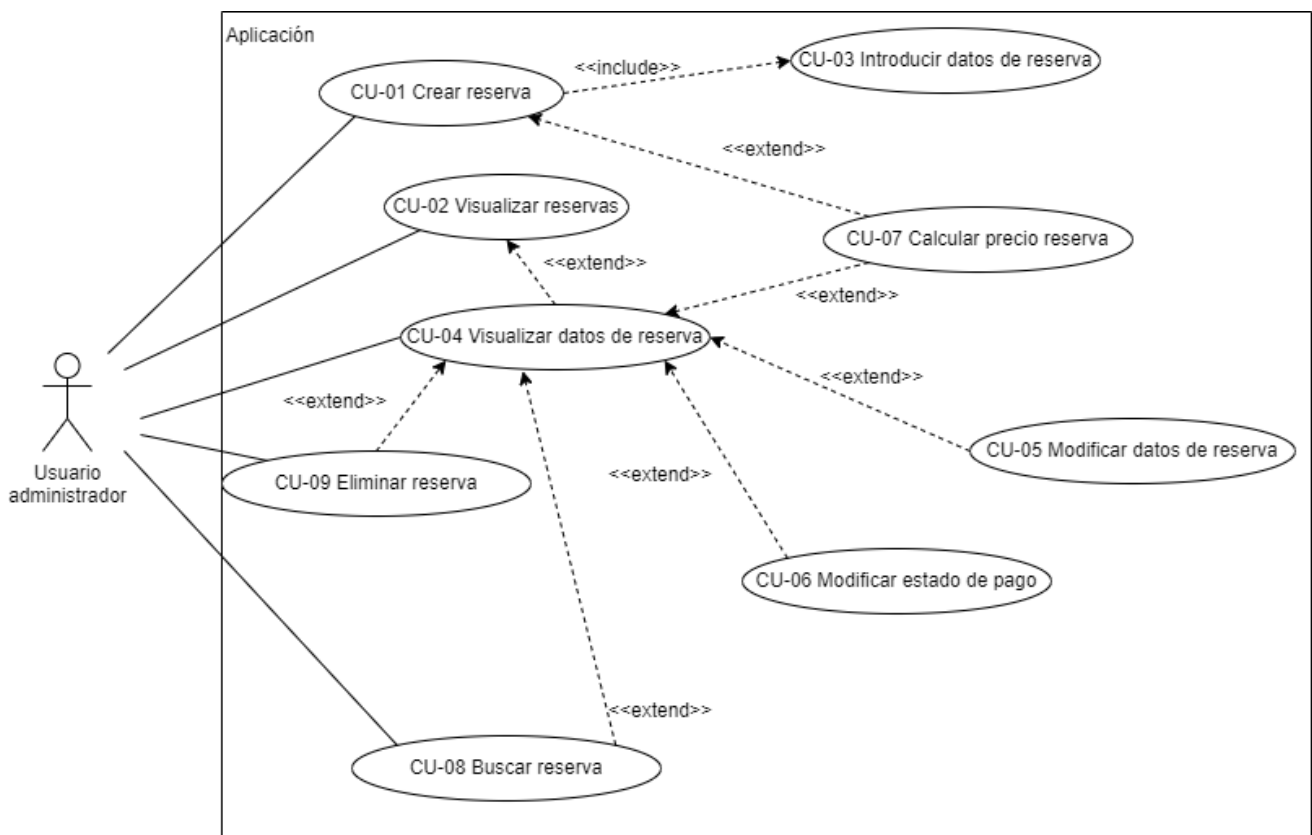 Aplicación
CU-03 Introducir datos de reserva
<<include>>
CU-01 Crear reserva
<<extend>>
CU-02 Visualizar reservas
CU-07 Calcular precio reserva
<<extend>>
<<extend>>
CU-04 Visualizar datos de reserva
<<extend>>
<<extend>>
CU-05 Modificar datos de reserva
Usuario
administrador
<<extend>>
CU-09 Eliminar reserva
CU-06 Modificar estado de pago
<<extend>>
CU-08 Buscar reserva